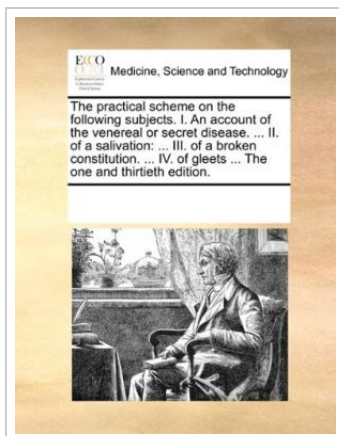 ECCO
Medicine, Science and Technology
The practical scheme on the
following subjects. I. An account of
the venereal or secret disease. ... II.
of a salivation: ... III. of a broken
constitution. ... IV. of gleets ... The
one and thirtieth edition.